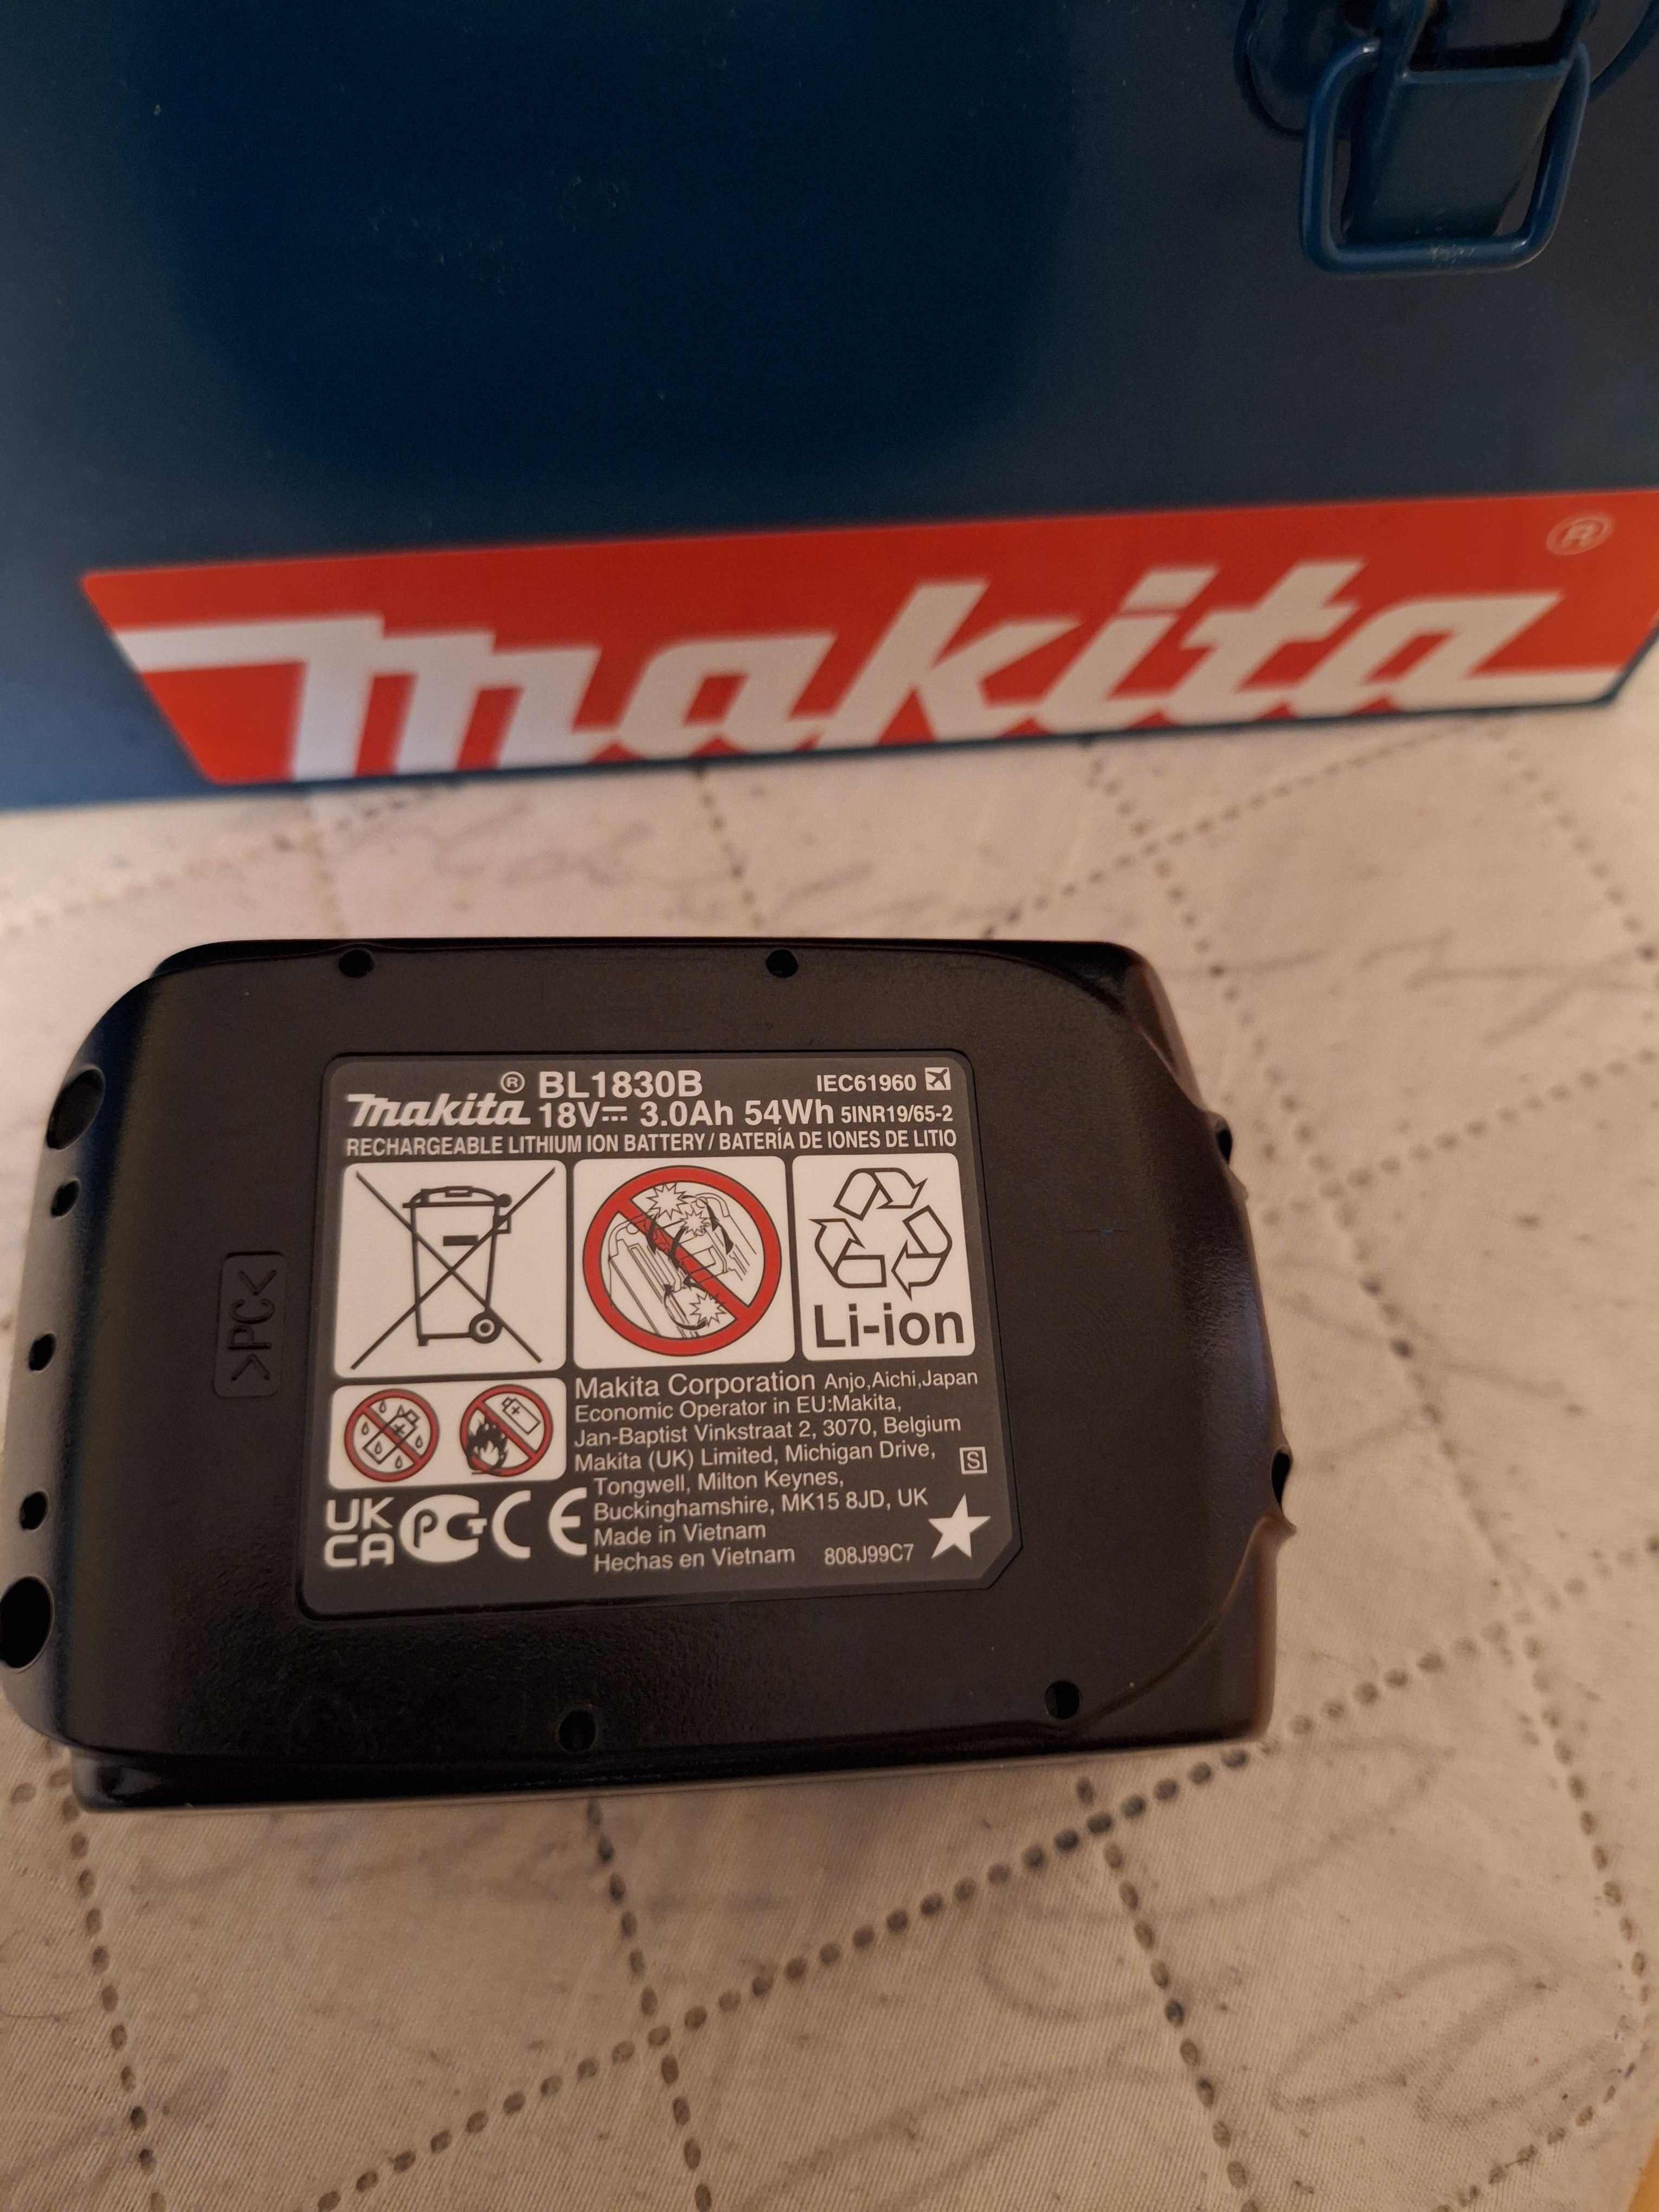 makita®
makita® BL1830B IEC61960
18V 3.0Ah 54Wh 5INR19/65-2
RECHARGEABLE LITHIUM ION BATTERY / BATERÍA DE IONES DE LITIO
Li-ion
>PC<
Makita Corporation Anjo,Aichi,Japan
Economic Operator in EU:Makita,
Jan-Baptist Vinkstraat 2, 3070, Belgium
Makita (UK) Limited, Michigan Drive,
S
Tongwell, Milton Keynes,
Buckinghamshire, MK15 8JD, UK
Made in Vietnam
Hechas en Vietnam 808J99C7
UK
CA
PCT
CE